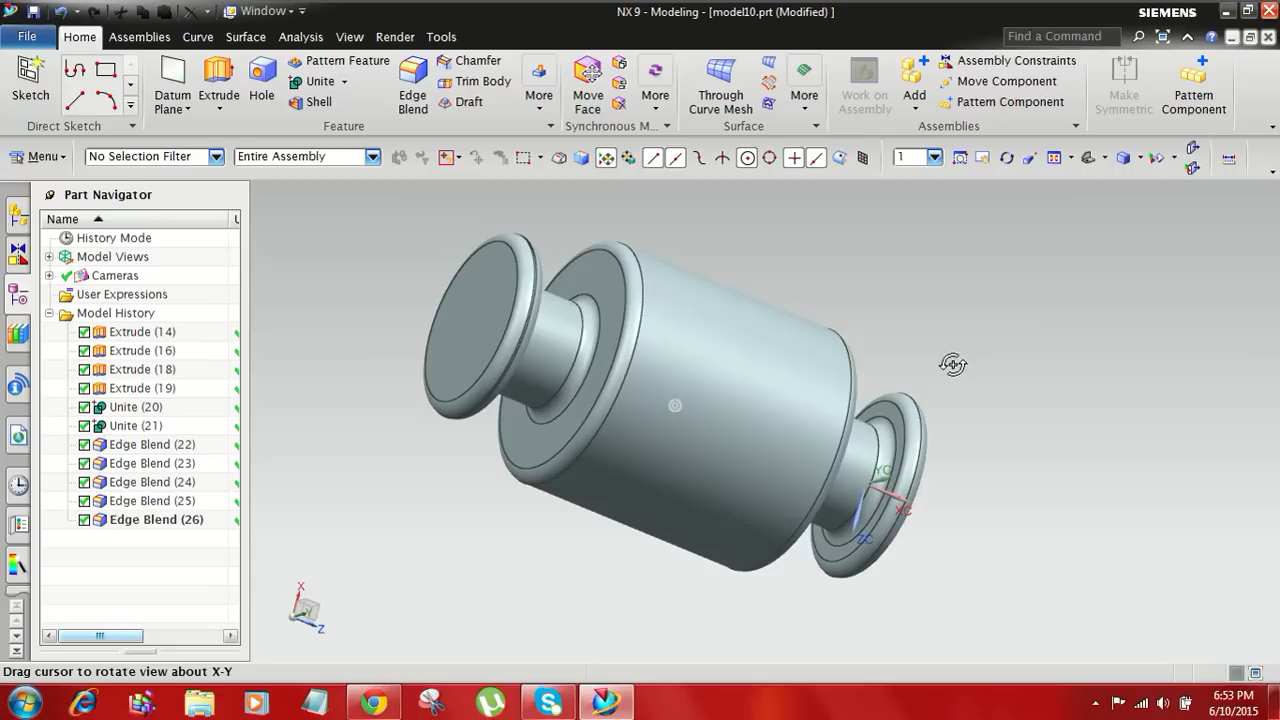 NX 9 - Modeling - [model10.prt (Modified) ]
SIEMENS
Window
File Home Assemblies Curve Surface Analysis View Render Tools
Find a Command
Sketch
Direct Sketch
Datum Plane
Extrude
Hole
Pattern Feature
Unite
Shell
Edge Blend
Chamfer
Trim Body
Draft
More
Feature
Move Face
More
Synchronous M...
Through Curve Mesh
More
Surface
Work on Assembly
Add
Assembly Constraints
Move Component
Pattern Component
Make Symmetric
Pattern Component
Assemblies
Menu
No Selection Filter
Entire Assembly
1
Part Navigator
Name
History Mode
Model Views
Cameras
User Expressions
Model History
Extrude (14)
Extrude (16)
Extrude (18)
Extrude (19)
Unite (20)
Unite (21)
Edge Blend (22)
Edge Blend (23)
Edge Blend (24)
Edge Blend (25)
Edge Blend (26)
YC
XC
ZC
X
Y
Z
Drag cursor to rotate view about X-Y
6:53 PM
6/10/2015